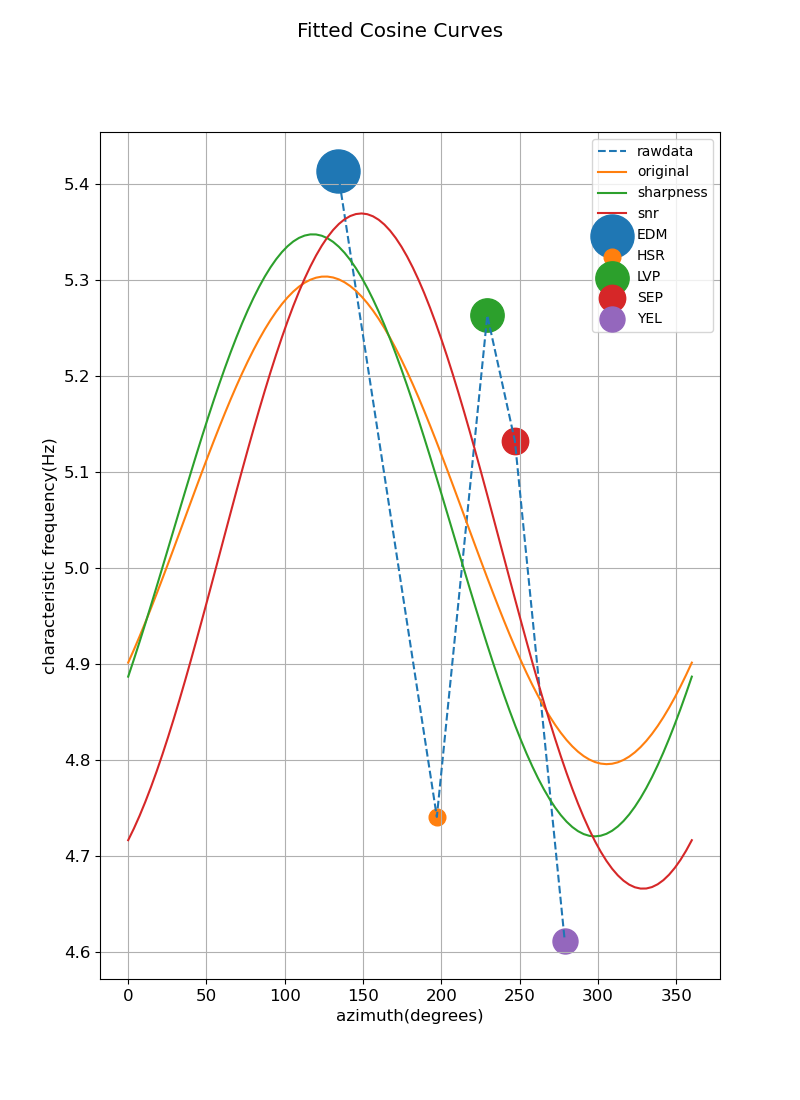 Fitted Cosine Curves
rawdata
original
sharpness
snr
EDM
HSR
LVP
SEP
YEL
characteristic frequency(Hz)
5.4
5.3
5.2
5.1
5.0
4.9
4.8
4.7
4.6
0 50 100 150 200 250 300 350
azimuth(degrees)